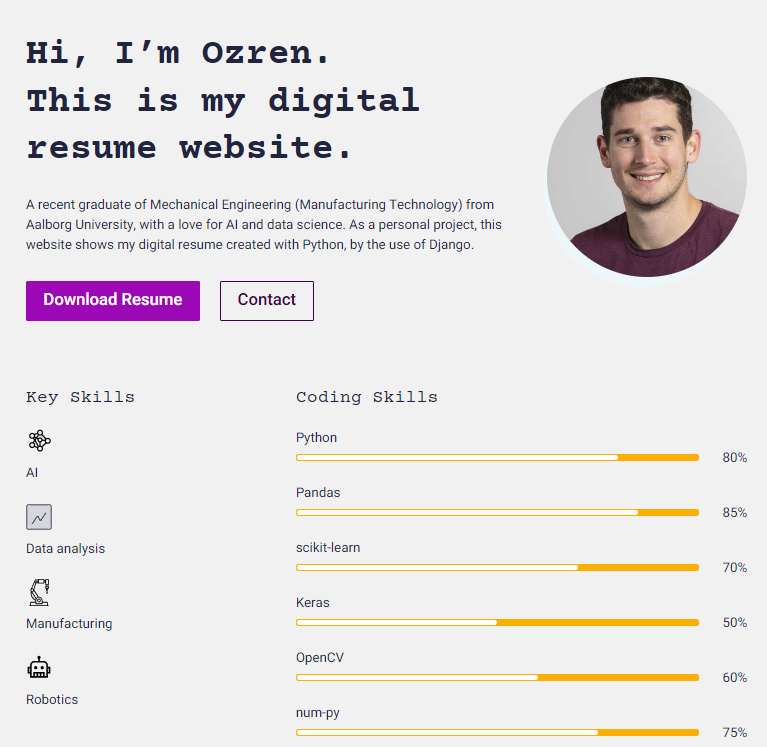 Hi, I’m Ozren.
This is my digital
resume website.
A recent graduate of Mechanical Engineering (Manufacturing Technology) from
Aalborg University, with a love for AI and data science. As a personal project, this
website shows my digital resume created with Python, by the use of Django.
Download Resume
Contact
Key Skills
AI
Data analysis
Manufacturing
Robotics
Coding Skills
Python
80%
Pandas
85%
scikit-learn
70%
Keras
50%
OpenCV
60%
num-py
75%